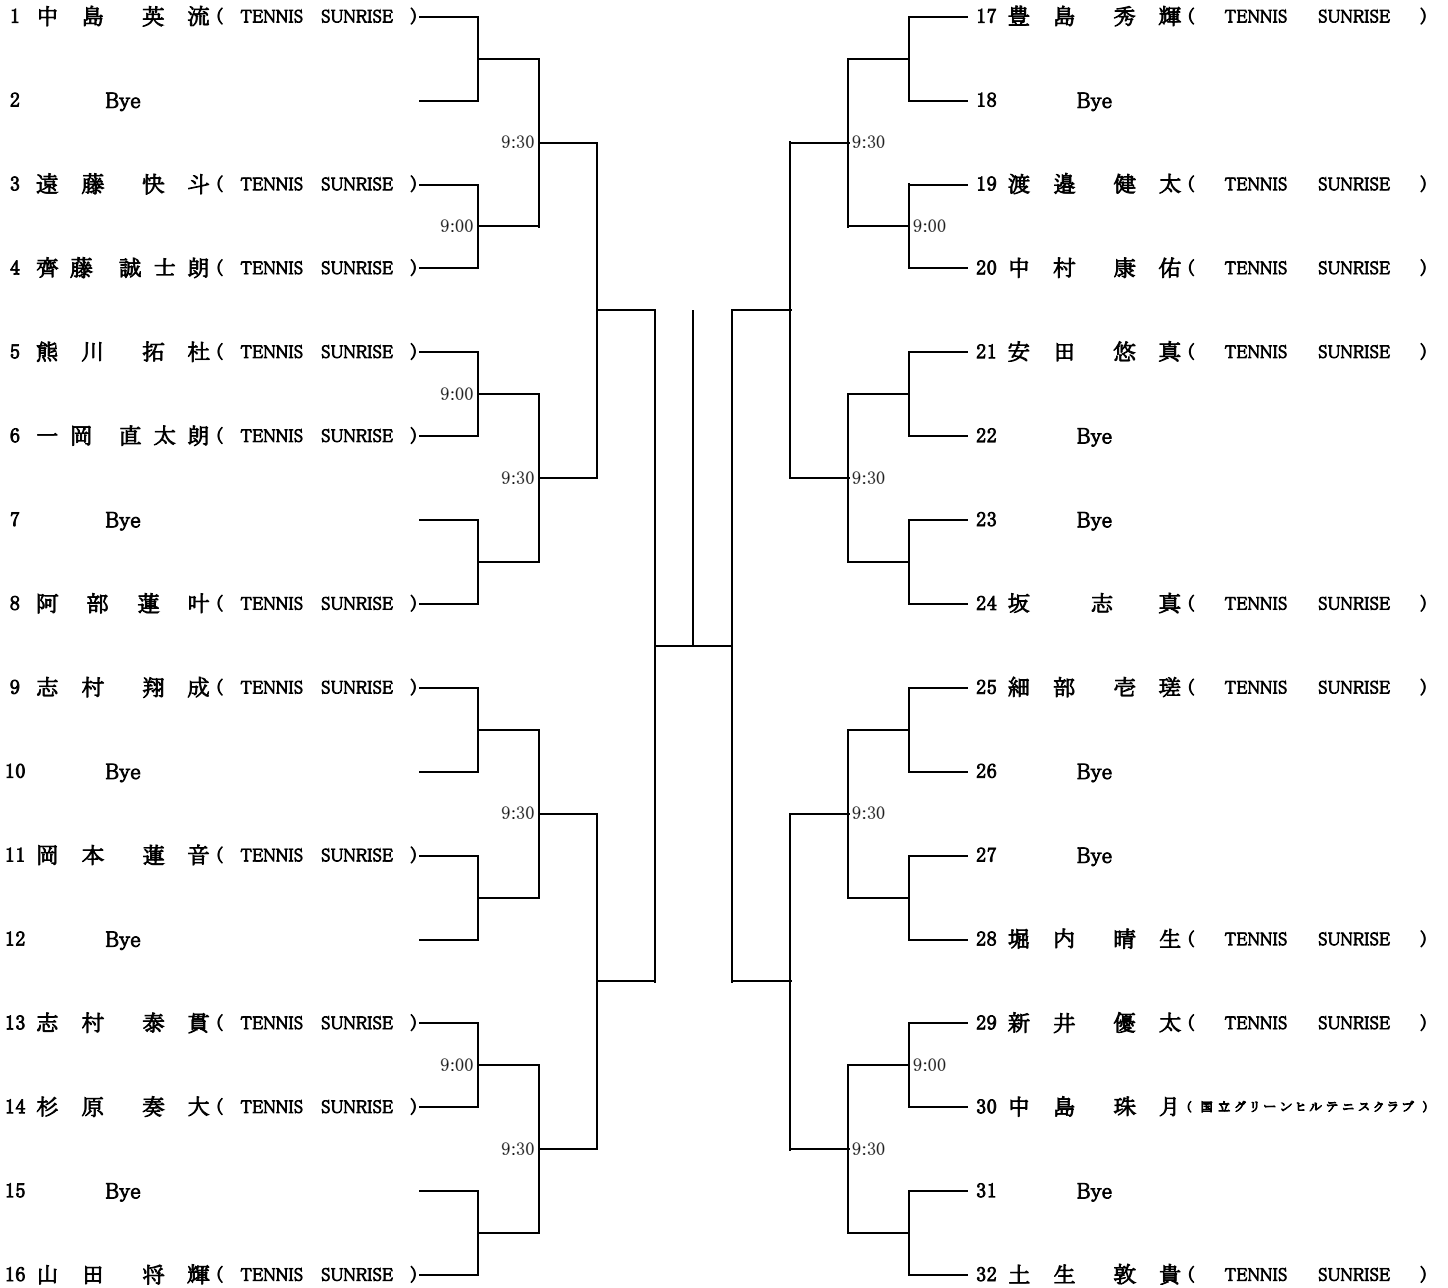 1 中島 英流 ( TENNIS SUNRISE )
2 Bye
9:30
3 遠藤 快斗 ( TENNIS SUNRISE )
9:00
4 齊藤 誠士朗 ( TENNIS SUNRISE )
5 熊川 拓杜 ( TENNIS SUNRISE )
9:00
6 一岡 直太朗 ( TENNIS SUNRISE )
9:30
7 Bye
8 阿部 蓮叶 ( TENNIS SUNRISE )
9 志村 翔成 ( TENNIS SUNRISE )
10 Bye
9:30
11 岡本 蓮音 ( TENNIS SUNRISE )
12 Bye
13 志村 泰貫 ( TENNIS SUNRISE )
9:00
14 杉原 奏大 ( TENNIS SUNRISE )
9:30
15 Bye
16 山田 将輝 ( TENNIS SUNRISE )
17 豊島 秀輝 ( TENNIS SUNRISE )
18 Bye
9:30
19 渡邉 健太 ( TENNIS SUNRISE )
9:00
20 中村 康佑 ( TENNIS SUNRISE )
21 安田 悠真 ( TENNIS SUNRISE )
22 Bye
9:30
23 Bye
24 坂 志真 ( TENNIS SUNRISE )
25 細部 壱瑳 ( TENNIS SUNRISE )
26 Bye
9:30
27 Bye
28 堀内 晴生 ( TENNIS SUNRISE )
29 新井 優太 ( TENNIS SUNRISE )
9:00
30 中島 珠月 ( 国立グリーンヒルテニスクラブ )
9:30
31 Bye
32 土生 敦貴 ( TENNIS SUNRISE )